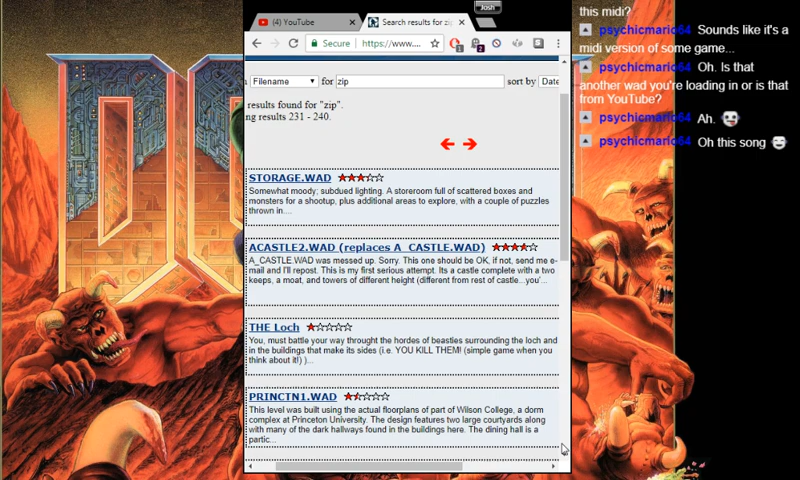 Josh
(4) YouTube
Search results for zip
Secure
https://www....
1
2
Filename
for
zip
sort by
Date
results found for "zip".
ng results 231 - 240.
STORAGE.WAD
Somewhat moody; subdued lighting. A storeroom full of scattered boxes and
monsters for a shootup, plus additional areas to explore, with a couple of puzzles
thrown in....
ACASTLE2.WAD (replaces A_CASTLE.WAD)
A_CASTLE.WAD was messed up. Sorry. This one should be OK, if not, send me e-
mail and I'll repost. This is my first serious attempt. Its a castle complete with a two
keeps, a moat, and towers of different height (different from rest of castle...you'...
THE Loch
You, must battle your way throught the hordes of beasties surrounding the loch and
in the buildings that make its sides (i.e. YOU KILL THEM! (simple game when you
think about it!) )...
PRINCTN1.WAD
This level was built using the actual floorplans of part of Wilson College, a dorm
complex at Princeton University. The design features two large courtyards along
with many of the dark hallways found in the buildings here. The dining hall is a
partic...
this midi?
psychicmario64 Sounds like it's a
midi version of some game...
psychicmario64 Oh. Is that
another wad you're loading in or is that
from YouTube?
psychicmario64 Ah.
psychicmario64 Oh this song